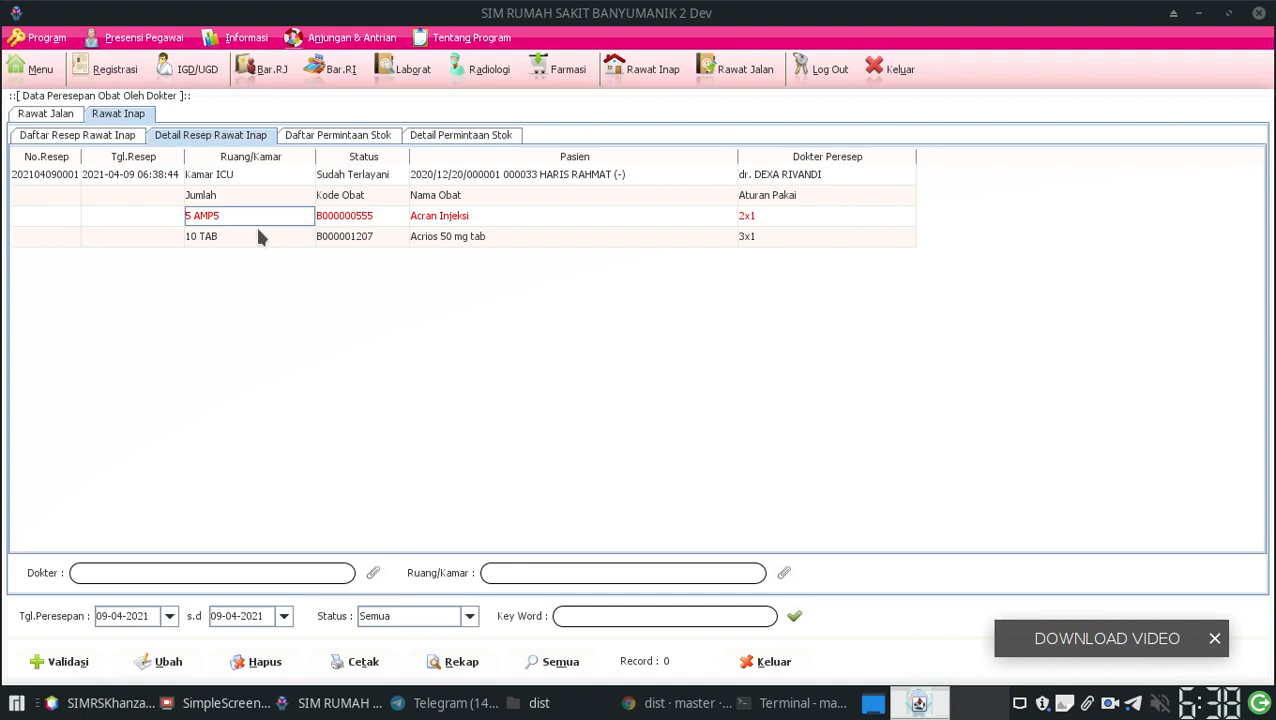 SIM RUMAH SAKIT BANYUMANIK 2 Dev
Program Presensi Pegawai Informasi Anjungan & Antrian Tentang Program
Menu Registrasi IGD/UGD Bar.RJ Bar.RI Laborat Radiologi Farmasi Rawat Inap Rawat Jalan Log Out Keluar
::[ Data Peresepan Obat Oleh Dokter ]::
Rawat Jalan Rawat Inap
Daftar Resep Rawat Inap Detail Resep Rawat Inap Daftar Permintaan Stok Detail Permintaan Stok
No.Resep Tgl.Resep Ruang/Kamar Status Pasien Dokter Peresep
202104090001 2021-04-09 06:38:44 Kamar ICU Sudah Terlayani 2020/12/20/000001 000033 HARIS RAHMAT (-) dr. DEXA RIVANDI
Jumlah Kode Obat Nama Obat Aturan Pakai
5 AMP5 B000000555 Acran Injeksi 2x1
10 TAB B000001207 Acrios 50 mg tab 3x1
Dokter : Ruang/Kamar :
Tgl.Peresepan : 09-04-2021 s.d 09-04-2021 Status : Semua Key Word :
DOWNLOAD VIDEO
Validasi Ubah Hapus Cetak Rekap Semua Record : 0 Keluar
SIMRSKhanza... SimpleScreen... SIM RUMAH ... Telegram (14... dist dist · master · ... Terminal - ma... 6:38